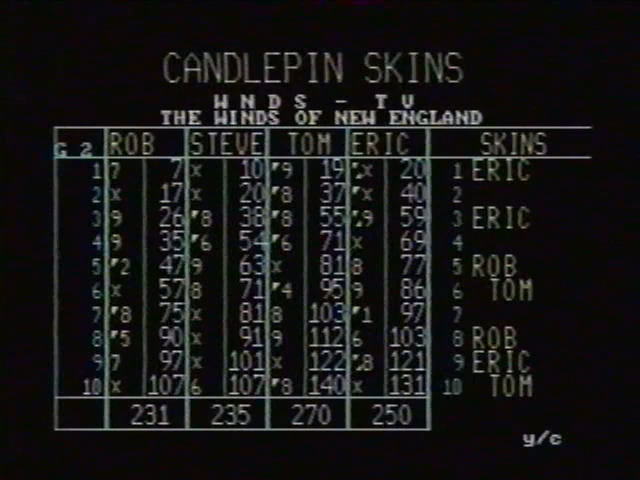 CANDLEPIN SKINS
WNDS - TV
THE WINDS OF NEW ENGLAND
G 2 ROB STEVE TOM ERIC SKINS
1 7 7 x 10 9 19 x 20 1 ERIC
2 x 17 x 20 8 37 x 40 2
3 9 26 8 38 8 55 9 59 3 ERIC
4 9 35 6 54 6 71 x 69 4
5 2 47 9 63 x 81 8 77 5 ROB
6 x 57 8 71 4 95 9 86 6 TOM
7 8 75 x 81 8 103 1 97 7
8 5 90 x 91 9 112 6 103 8 ROB
9 7 97 x 101 x 122 8 121 9 ERIC
10 x 107 6 107 8 140 x 131 10 TOM
231 235 270 250
y/c